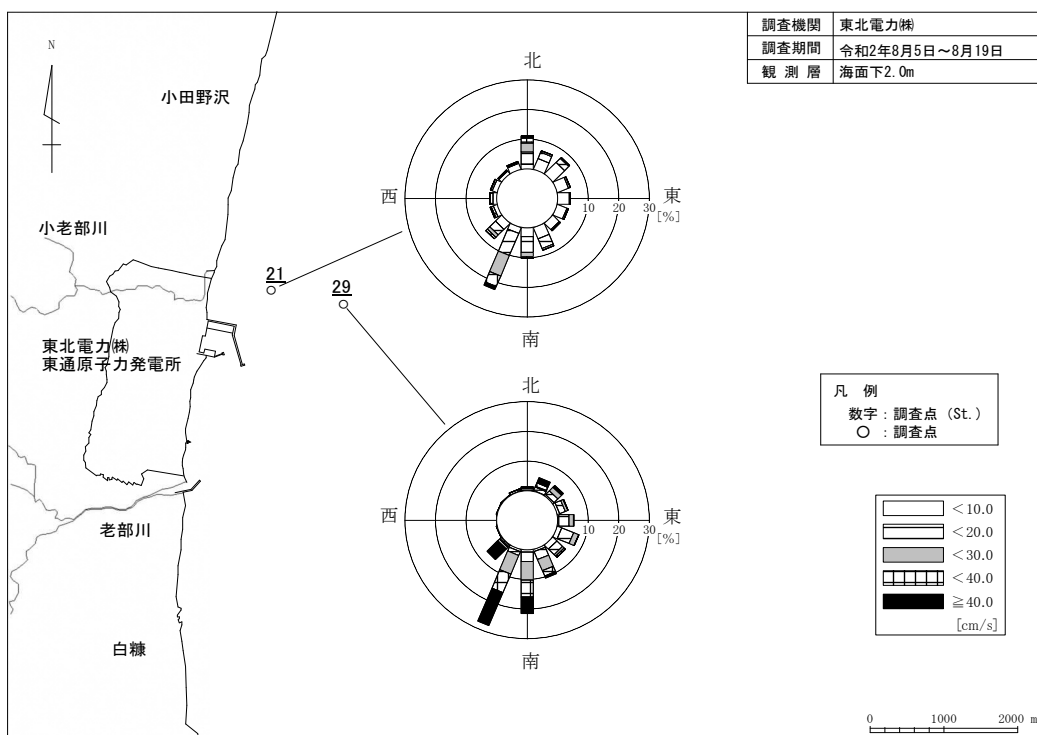 調査機関 東北電力㈱
調査期間 令和2年8月5日～8月19日
観測層 海面下2.0m
N
小田野沢
北
西
東
10 20 30
[%]
南
小老部川
21
29
東北電力㈱
東通原子力発電所
凡 例
数字：調査点 (St.)
○ ：調査点
北
西
東
10 20 30
[%]
南
老部川
白糠
＜10.0
＜20.0
＜30.0
＜40.0
≧40.0
[cm/s]
0 1000 2000 m